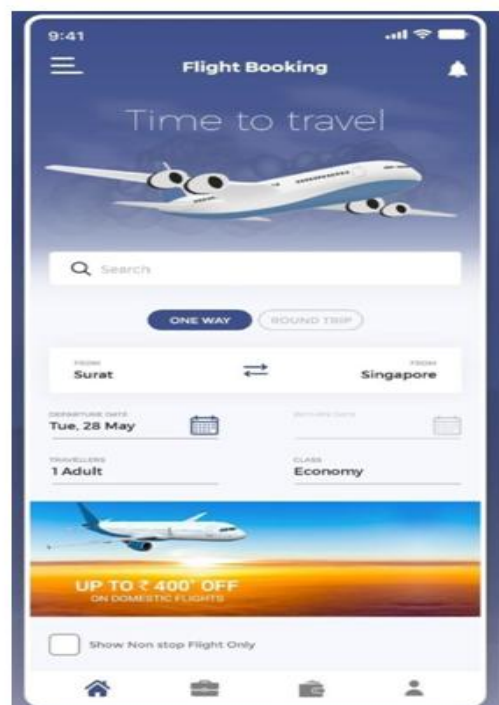 9:41
Flight Booking
Time to travel
Search
ONE WAY ROUND TRIP
FROM FROM
Surat Singapore
DEPARTURE DATE
Tue, 28 May
TRAVELLERS CLASS
1 Adult Economy
UP TO ₹ 400* OFF
ON DOMESTIC FLIGHTS
Show Non stop Flight Only